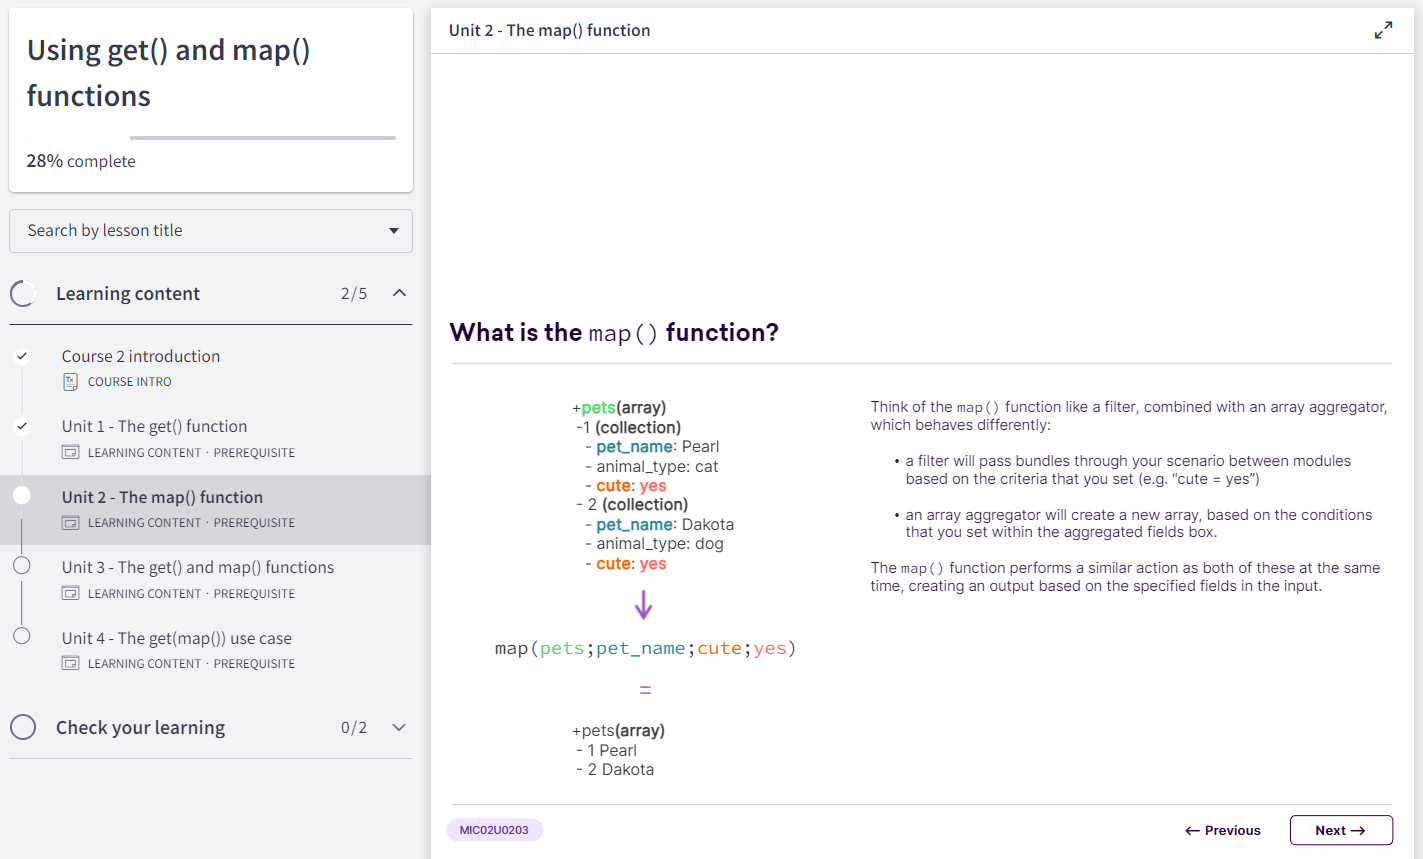 Using get() and map()
functions
28% complete
Search by lesson title
Learning content 2/5
Course 2 introduction
COURSE INTRO
Unit 1 - The get() function
LEARNING CONTENT · PREREQUISITE
Unit 2 - The map() function
LEARNING CONTENT · PREREQUISITE
Unit 3 - The get() and map() functions
LEARNING CONTENT · PREREQUISITE
Unit 4 - The get(map()) use case
LEARNING CONTENT · PREREQUISITE
Check your learning 0/2
Unit 2 - The map() function
What is the map() function?
+pets(array)
-1 (collection)
- pet_name: Pearl
- animal_type: cat
- cute: yes
- 2 (collection)
- pet_name: Dakota
- animal_type: dog
- cute: yes
map(pets;pet_name;cute;yes)
=
+pets(array)
- 1 Pearl
- 2 Dakota
Think of the map() function like a filter, combined with an array aggregator,
which behaves differently:
• a filter will pass bundles through your scenario between modules
based on the criteria that you set (e.g. “cute = yes”)
• an array aggregator will create a new array, based on the conditions
that you set within the aggregated fields box.
The map() function performs a similar action as both of these at the same
time, creating an output based on the specified fields in the input.
MIC02U0203
← Previous
Next →